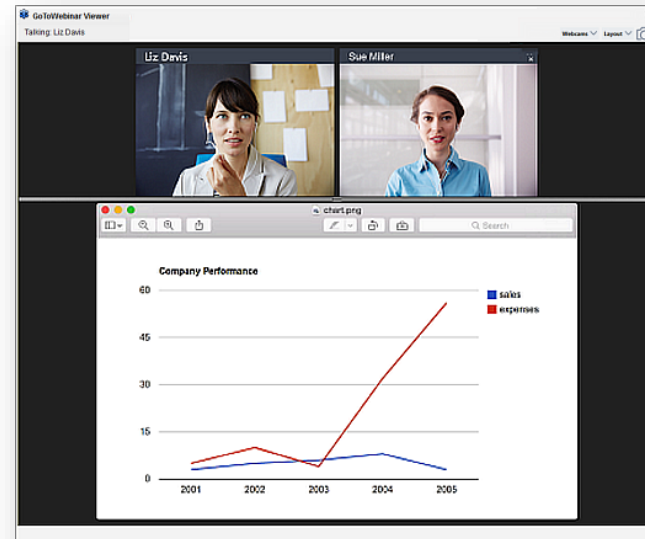 GoToWebinar Viewer
Talking: Liz Davis
Webcams Layout
Liz Davis
Sue Miller
chart.png
Search
Company Performance
60
45
30
15
0
2001 2002 2003 2004 2005
sales
expenses